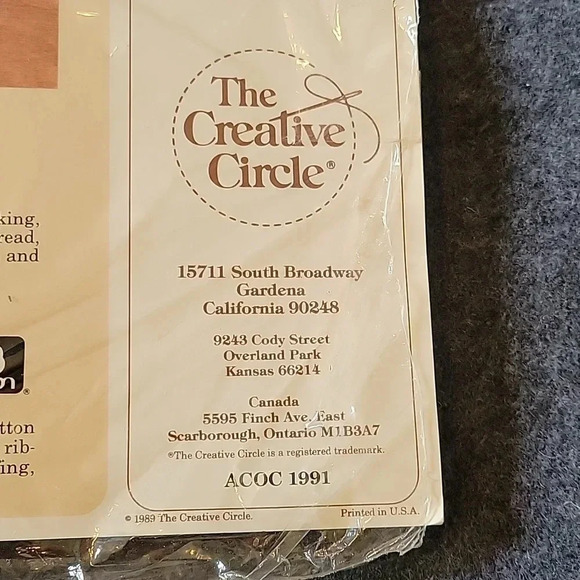 The
Creative
Circle®
15711 South Broadway
Gardena
California 90248
9243 Cody Street
Overland Park
Kansas 66214
Canada
5595 Finch Ave. East
Scarborough, Ontario M1B3A7
®The Creative Circle is a registered trademark.
ACOC 1991
© 1989 The Creative Circle.
Printed in U.S.A.
and